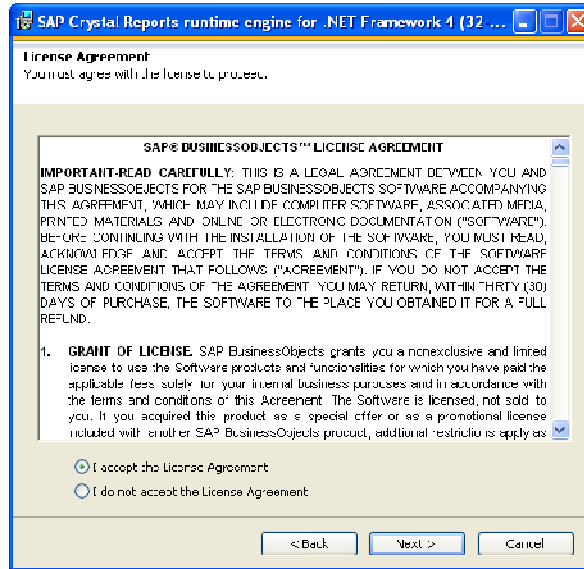 SAP Crystal Reports runtime engine for .NET Framework 4 (32-...
License Agreement
You must agree with the license to proceed.
SAP® BUSINESSOBJECTS™ LICENSE AGREEMENT
IMPORTANT-READ CAREFULLY: THIS IS A LEGAL AGREEMENT BETWEEN YOU AND
SAP BUSINESSOBJECTS FOR THE SAP BUSINESSOBJECTS SOFTWARE ACCOMPANYING
THIS AGREEMENT, WHICH MAY INCLUDE COMPUTER SOFTWARE, ASSOCIATED MEDIA,
PRINTED MATERIALS AND ONLINE OR ELECTRONIC DOCUMENTATION ("SOFTWARE").
BEFORE CONTINUING WITH THE INSTALLATION OF THE SOFTWARE, YOU MUST READ,
ACKNOWLEDGE AND ACCEPT THE TERMS AND CONDITIONS OF THE SOFTWARE
LICENSE AGREEMENT THAT FOLLOWS ("AGREEMENT"). IF YOU DO NOT ACCEPT THE
TERMS AND CONDITIONS OF THE AGREEMENT, YOU MAY RETURN, WITHIN THIRTY (30)
DAYS OF PURCHASE, THE SOFTWARE TO THE PLACE YOU OBTAINED IT FOR A FULL
REFUND.
1. GRANT OF LICENSE. SAP BusinessObjects grants you a nonexclusive and limited
license to use the Software products and functionalities for which you have paid the
applicable fees solely for your internal business purposes and in accordance with
the terms and conditions of this Agreement. The Software is licensed, not sold, to
you. If you acquired this product as a special offer or as a promotional license
included with another SAP BusinessObjects product, additional restrictions apply as
I accept the License Agreement
I do not accept the License Agreement
< Back
Next >
Cancel